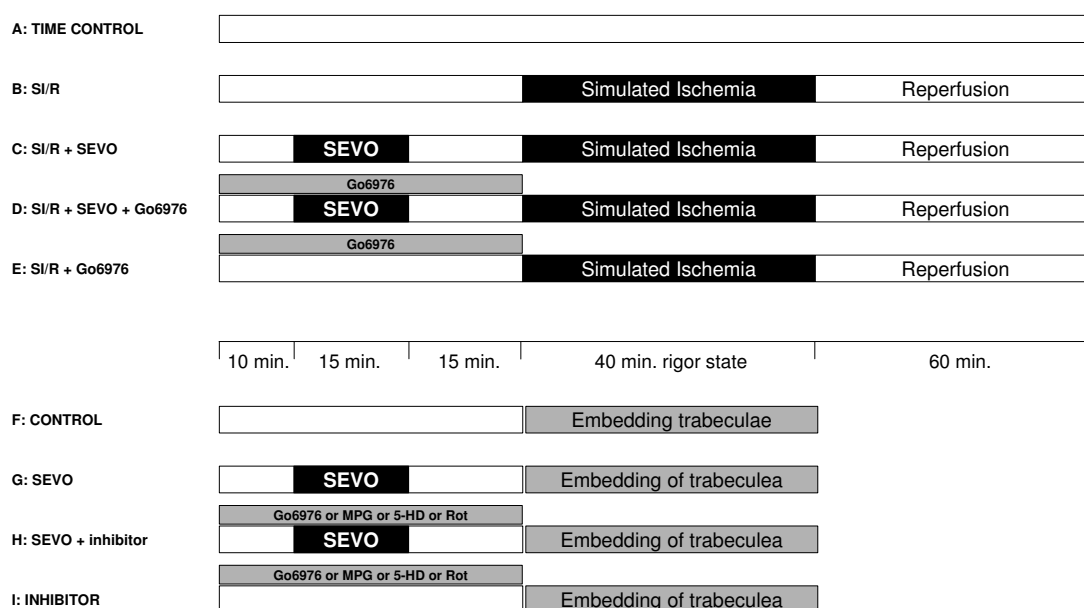 A: TIME CONTROL
B: SI/R Simulated Ischemia Reperfusion
C: SI/R + SEVO SEVO Simulated Ischemia Reperfusion
Go6976
D: SI/R + SEVO + Go6976 SEVO Simulated Ischemia Reperfusion
Go6976
E: SI/R + Go6976 Simulated Ischemia Reperfusion
10 min. 15 min. 15 min. 40 min. rigor state 60 min.
F: CONTROL Embedding trabeculae
G: SEVO SEVO Embedding of trabeculea
Go6976 or MPG or 5-HD or Rot
H: SEVO + inhibitor SEVO Embedding of trabeculea
Go6976 or MPG or 5-HD or Rot
I: INHIBITOR Embedding of trabeculea